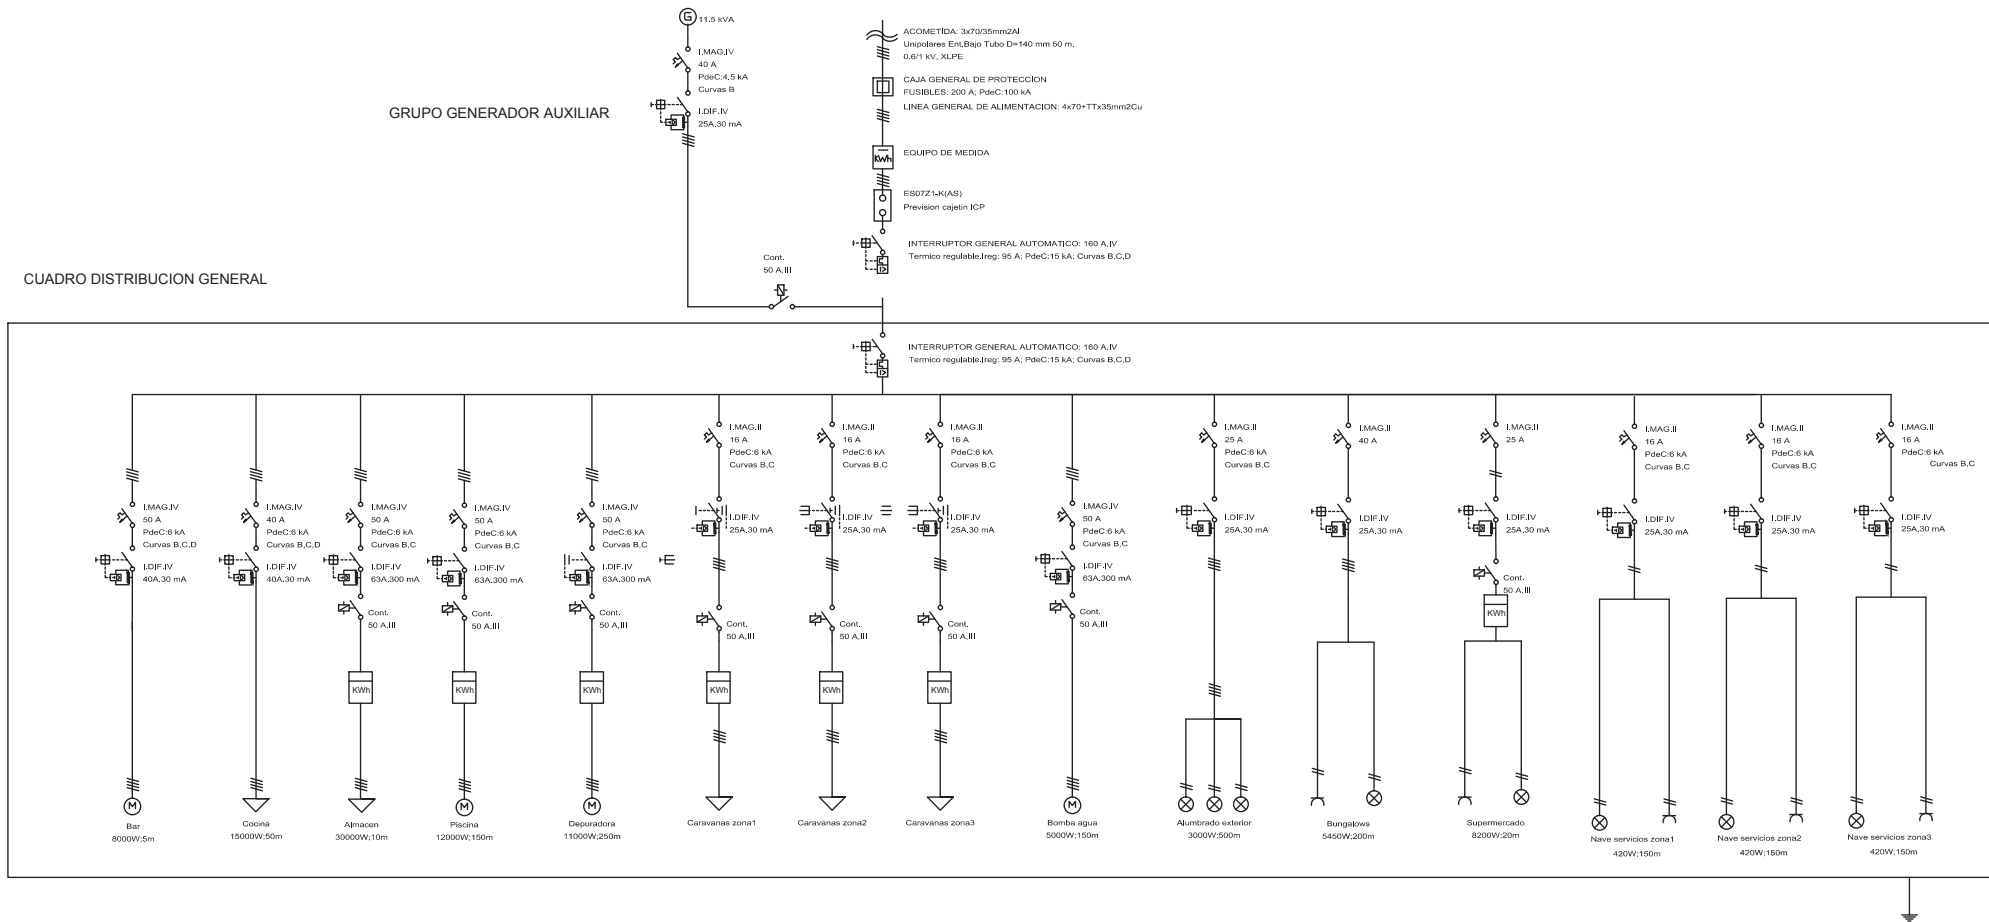 G
11.5 kVA
I.MAG.IV
40 A
PdeC:4,5 kA
Curvas B
GRUPO GENERADOR AUXILIAR
I.DIF.IV
25A,30 mA
ACOMETIDA: 3x70/35mm2Al
Unipolares Ent.Bajo Tubo D=140 mm 50 m.
0.6/1 kV, XLPE
CAJA GENERAL DE PROTECCION
FUSIBLES: 200 A; PdeC:100 kA
LINEA GENERAL DE ALIMENTACION: 4x70+TTx35mm2Cu
KWh
EQUIPO DE MEDIDA
ES07Z1-K(AS)
Prevision cajetin ICP
INTERRUPTOR GENERAL AUTOMATICO: 160 A,IV
Termico regulable.Ireg: 95 A; PdeC:15 kA; Curvas B,C,D
Cont.
50 A,III
CUADRO DISTRIBUCION GENERAL
INTERRUPTOR GENERAL AUTOMATICO: 160 A,IV
Termico regulable.Ireg: 95 A; PdeC:15 kA; Curvas B,C,D
I.MAG.IV
50 A
PdeC:6 kA
Curvas B,C,D
I.DIF.IV
40A,30 mA
M
Bar
8000W;5m
I.MAG.IV
40 A
PdeC:6 kA
Curvas B,C,D
I.DIF.IV
40A,30 mA
Cocina
15000W;50m
I.MAG.IV
50 A
PdeC:6 kA
Curvas B,C
I.DIF.IV
63A,300 mA
Cont.
50 A,III
KWh
Almacen
30000W;10m
I.MAG.IV
50 A
PdeC:6 kA
Curvas B,C
I.DIF.IV
63A,300 mA
Cont.
50 A,III
KWh
M
Piscina
12000W;150m
I.MAG.IV
50 A
PdeC:6 kA
Curvas B,C
I.DIF.IV
63A,300 mA
Cont.
50 A,III
KWh
M
Depuradora
11000W;250m
I.MAG.II
16 A
PdeC:6 kA
Curvas B,C
I.DIF.IV
25A,30 mA
Cont.
50 A,III
KWh
Caravanas zona1
I.MAG.II
16 A
PdeC:6 kA
Curvas B,C
I.DIF.IV
25A,30 mA
Cont.
50 A,III
KWh
Caravanas zona2
I.MAG.II
16 A
PdeC:6 kA
Curvas B,C
I.DIF.IV
25A,30 mA
Cont.
50 A,III
KWh
Caravanas zona3
I.MAG.IV
50 A
PdeC:6 kA
Curvas B,C
I.DIF.IV
63A,300 mA
Cont.
50 A,III
M
Bomba agua
5000W;150m
I.MAG.II
25 A
PdeC:6 kA
Curvas B,C
I.DIF.IV
25A,30 mA
Alumbrado exterior
3000W;500m
I.MAG.II
40 A
I.DIF.IV
25A,30 mA
Bungalows
5450W;200m
I.MAG.II
25 A
I.DIF.IV
25A,30 mA
Cont.
50 A,III
KWh
Supermercado
8200W;20m
I.MAG.II
16 A
PdeC:6 kA
Curvas B,C
I.DIF.IV
25A,30 mA
Nave servicios zona1
420W;150m
I.MAG.II
16 A
PdeC:6 kA
Curvas B,C
I.DIF.IV
25A,30 mA
Nave servicios zona2
420W;150m
I.MAG.II
16 A
PdeC:6 kA
Curvas B,C
I.DIF.IV
25A,30 mA
Nave servicios zona3
420W;150m